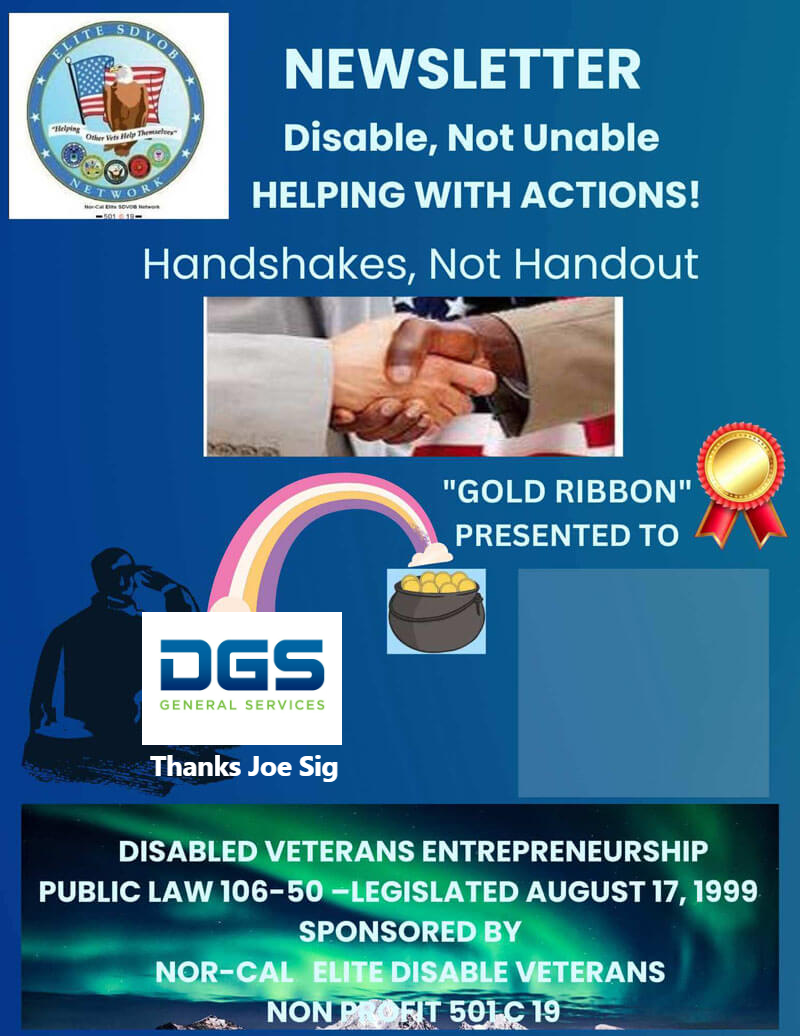 ELITE SDVOB
NEWSLETTER
Disable, Not Unable
"Helping Other Vets Help Themselves"
HELPING WITH ACTIONS!
NETWORK
Nor-Cal Elite SDVOB Network
501 C 19
Handshakes, Not Handout
"GOLD RIBBON"
PRESENTED TO
DGS
GENERAL SERVICES
Thanks Joe Sig
DISABLED VETERANS ENTREPRENEURSHIP
PUBLIC LAW 106-50 –LEGISLATED AUGUST 17, 1999
SPONSORED BY
NOR-CAL ELITE DISABLE VETERANS
NON PROFIT 501 C 19